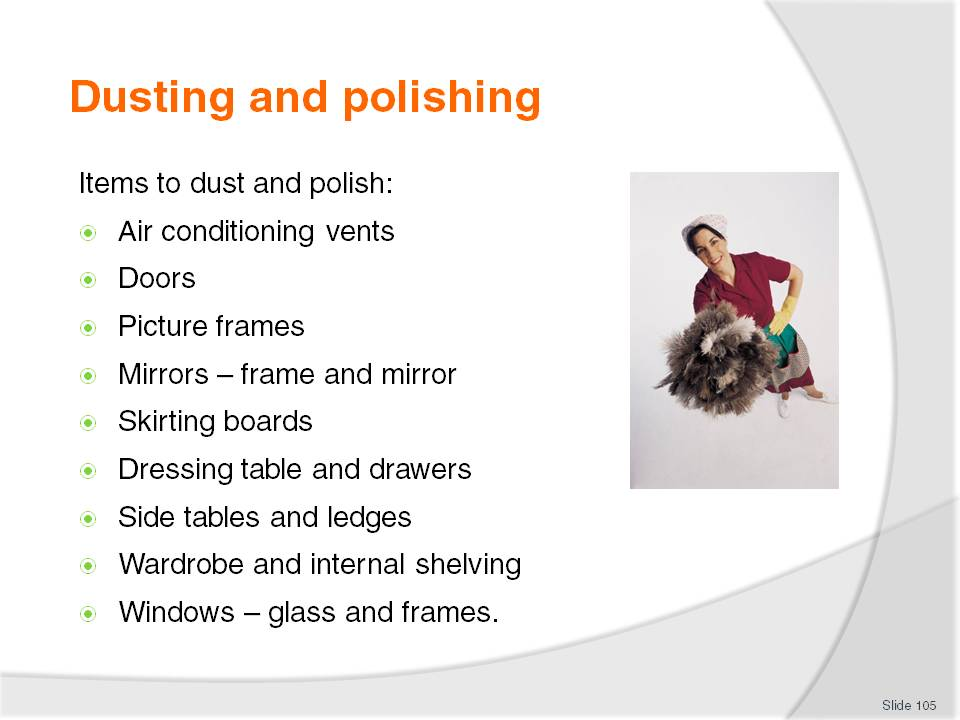 Dusting and polishing
Items to dust and polish:
Air conditioning vents
Doors
Picture frames
Mirrors – frame and mirror
Skirting boards
Dressing table and drawers
Side tables and ledges
Wardrobe and internal shelving
Windows – glass and frames.
Slide 105